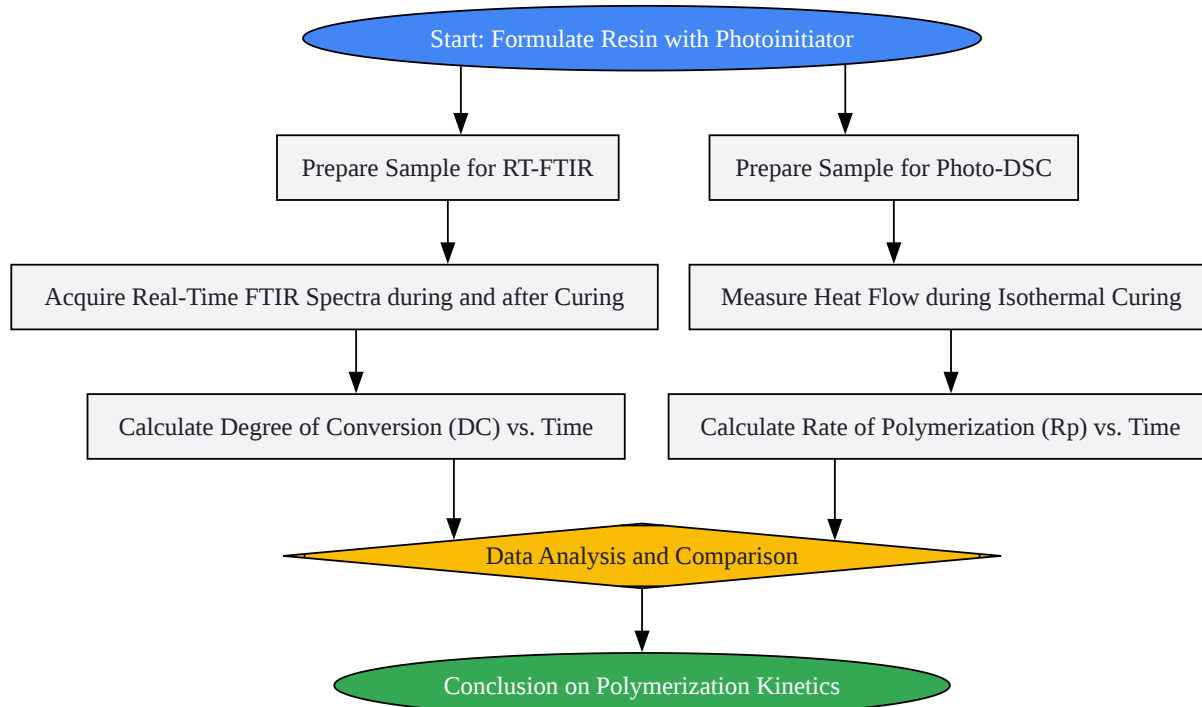 Start: Formulate Resin with Photoinitiator
Prepare Sample for RT-FTIR
Prepare Sample for Photo-DSC
Acquire Real-Time FTIR Spectra during and after Curing
Measure Heat Flow during Isothermal Curing
Calculate Degree of Conversion (DC) vs. Time
Calculate Rate of Polymerization (Rp) vs. Time
Data Analysis and Comparison
Conclusion on Polymerization Kinetics